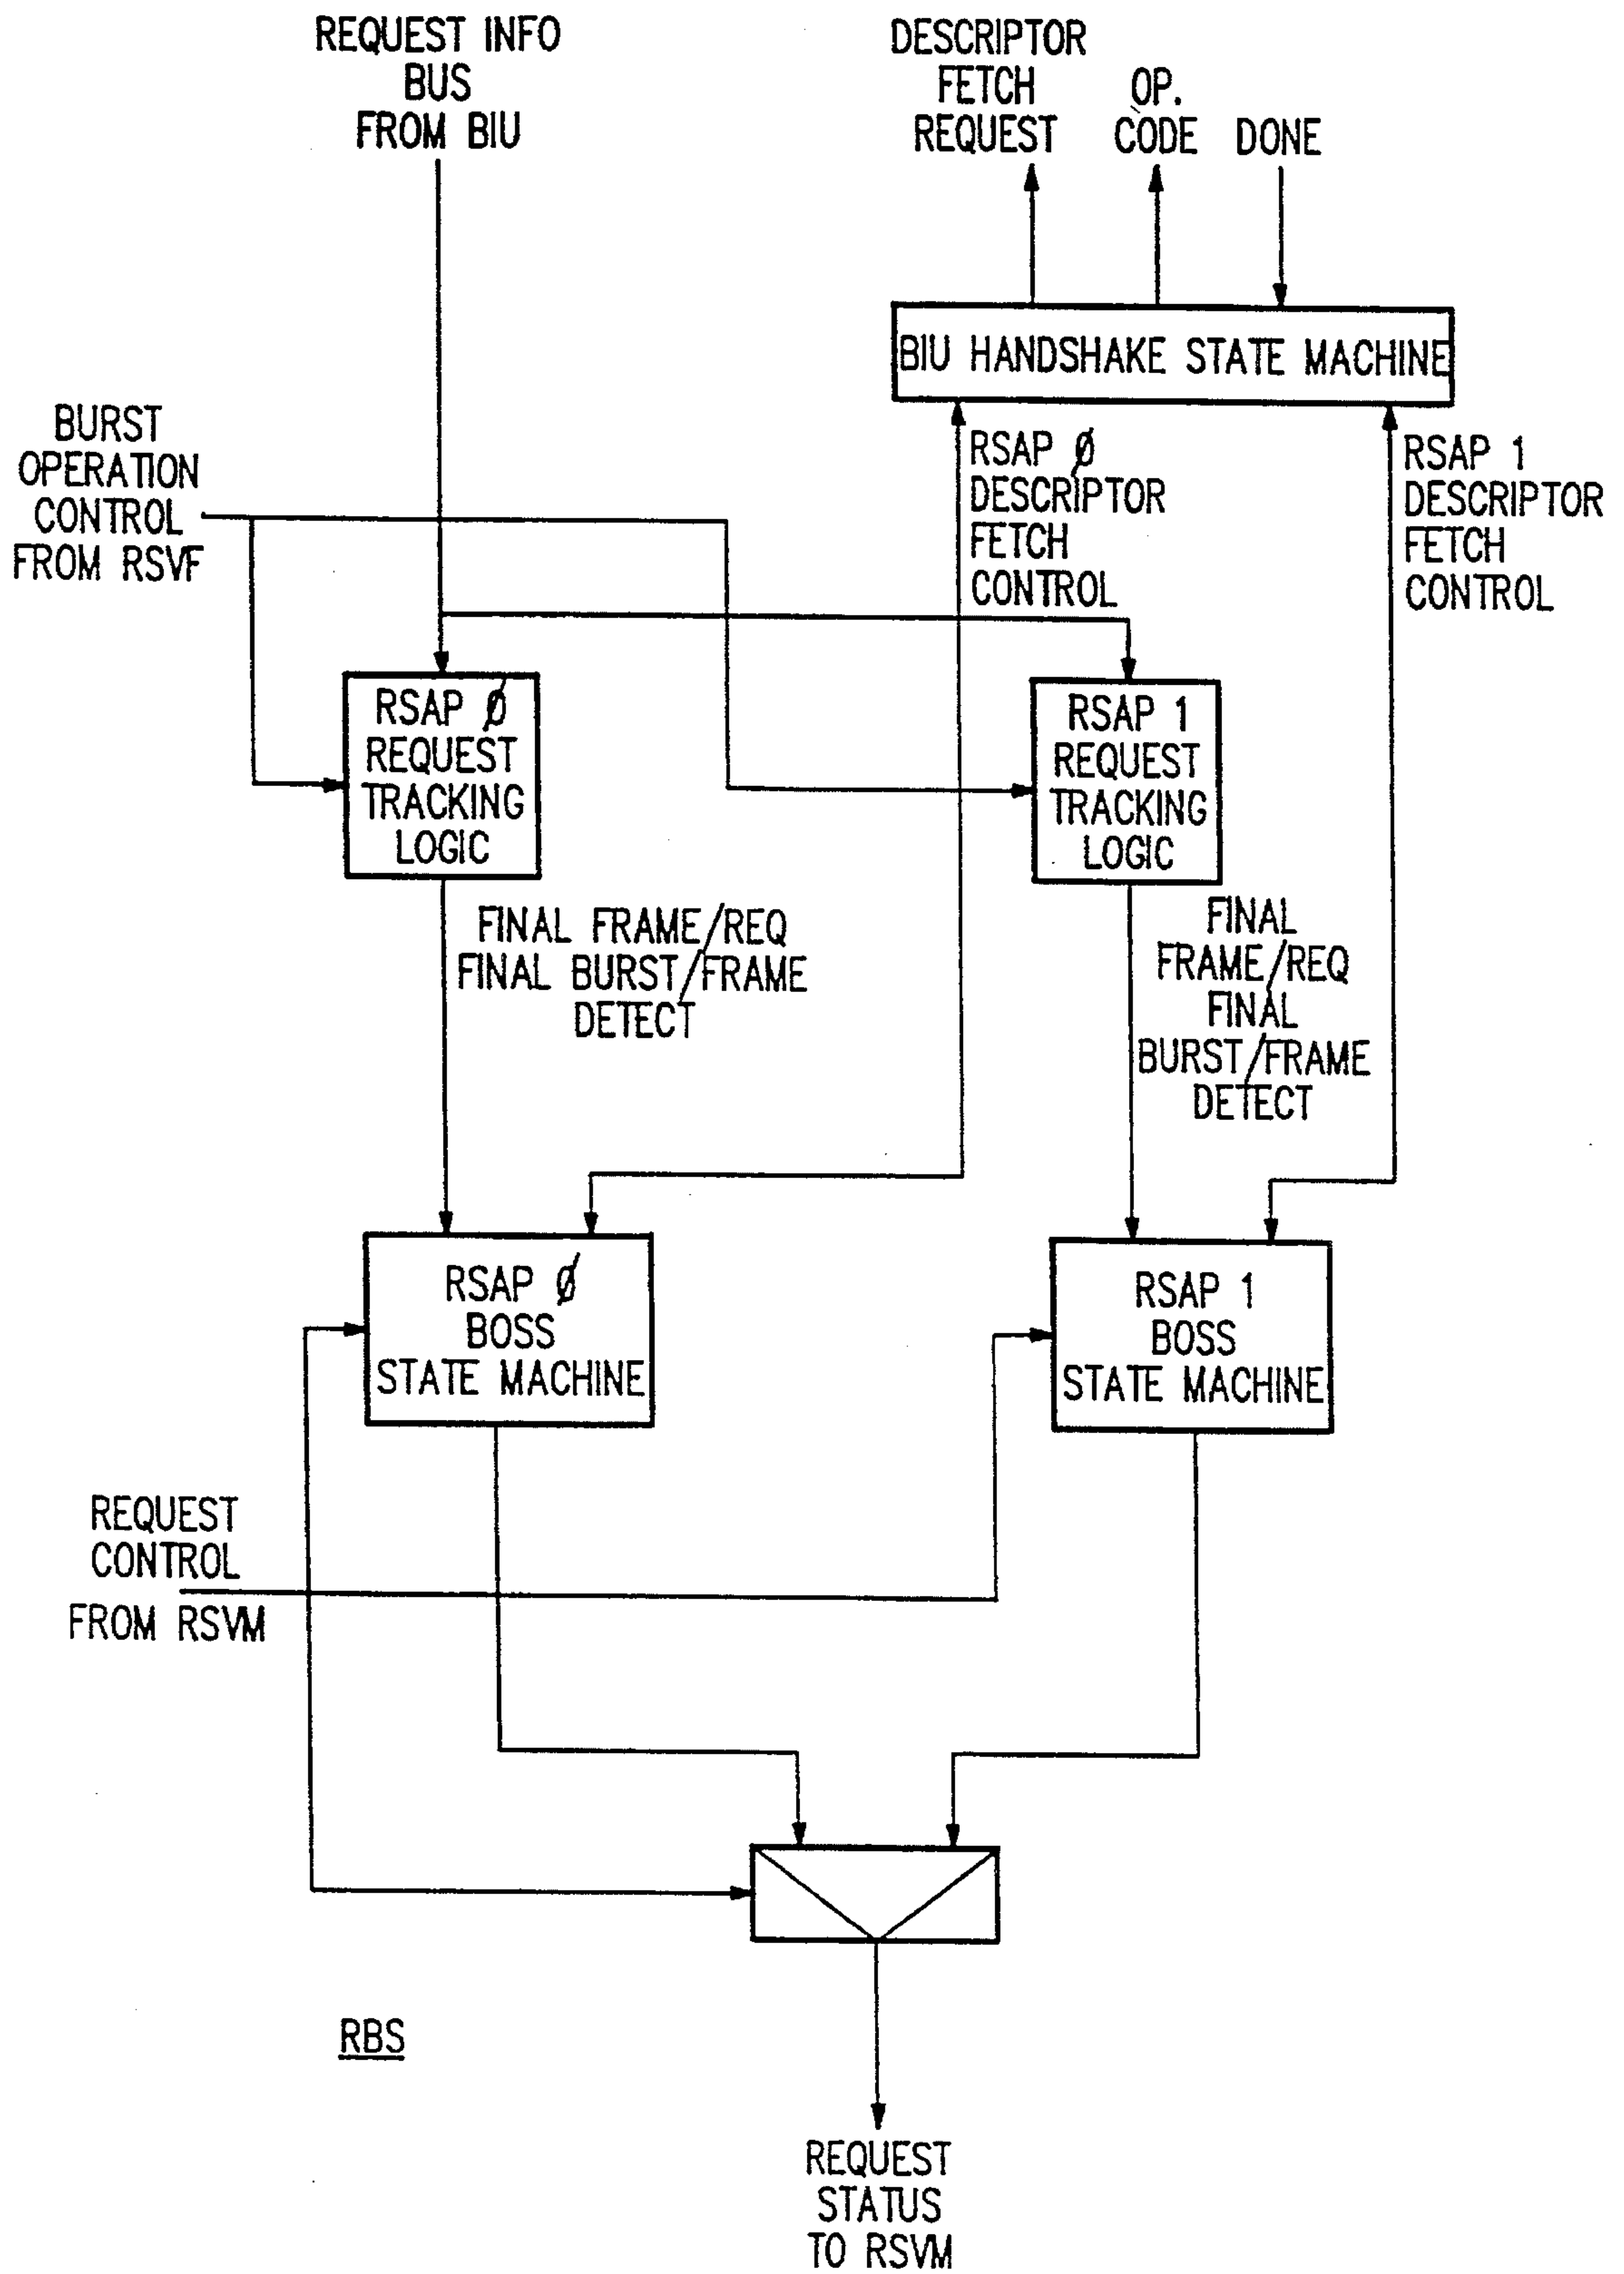 REQUEST INFO
BUS
FROM BIU
DESCRIPTOR
FETCH
REQUEST
OP.
CODE
DONE
BIU HANDSHAKE STATE MACHINE
BURST
OPERATION
CONTROL
FROM RSVF
RSAP Ø
DESCRIPTOR
FETCH
CONTROL
RSAP 1
DESCRIPTOR
FETCH
CONTROL
RSAP Ø
REQUEST
TRACKING
LOGIC
RSAP 1
REQUEST
TRACKING
LOGIC
FINAL FRAME/REQ
FINAL BURST/FRAME
DETECT
FINAL
FRAME/REQ
FINAL
BURST/FRAME
DETECT
RSAP Ø
BOSS
STATE MACHINE
RSAP 1
BOSS
STATE MACHINE
REQUEST
CONTROL
FROM RSVM
RBS
REQUEST
STATUS
TO RSVM